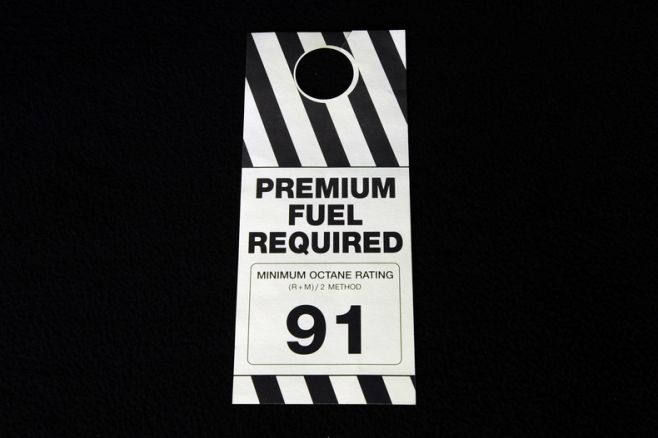 PREMIUM
FUEL
REQUIRED
MINIMUM OCTANE RATING
(R+M)/2 METHOD
91